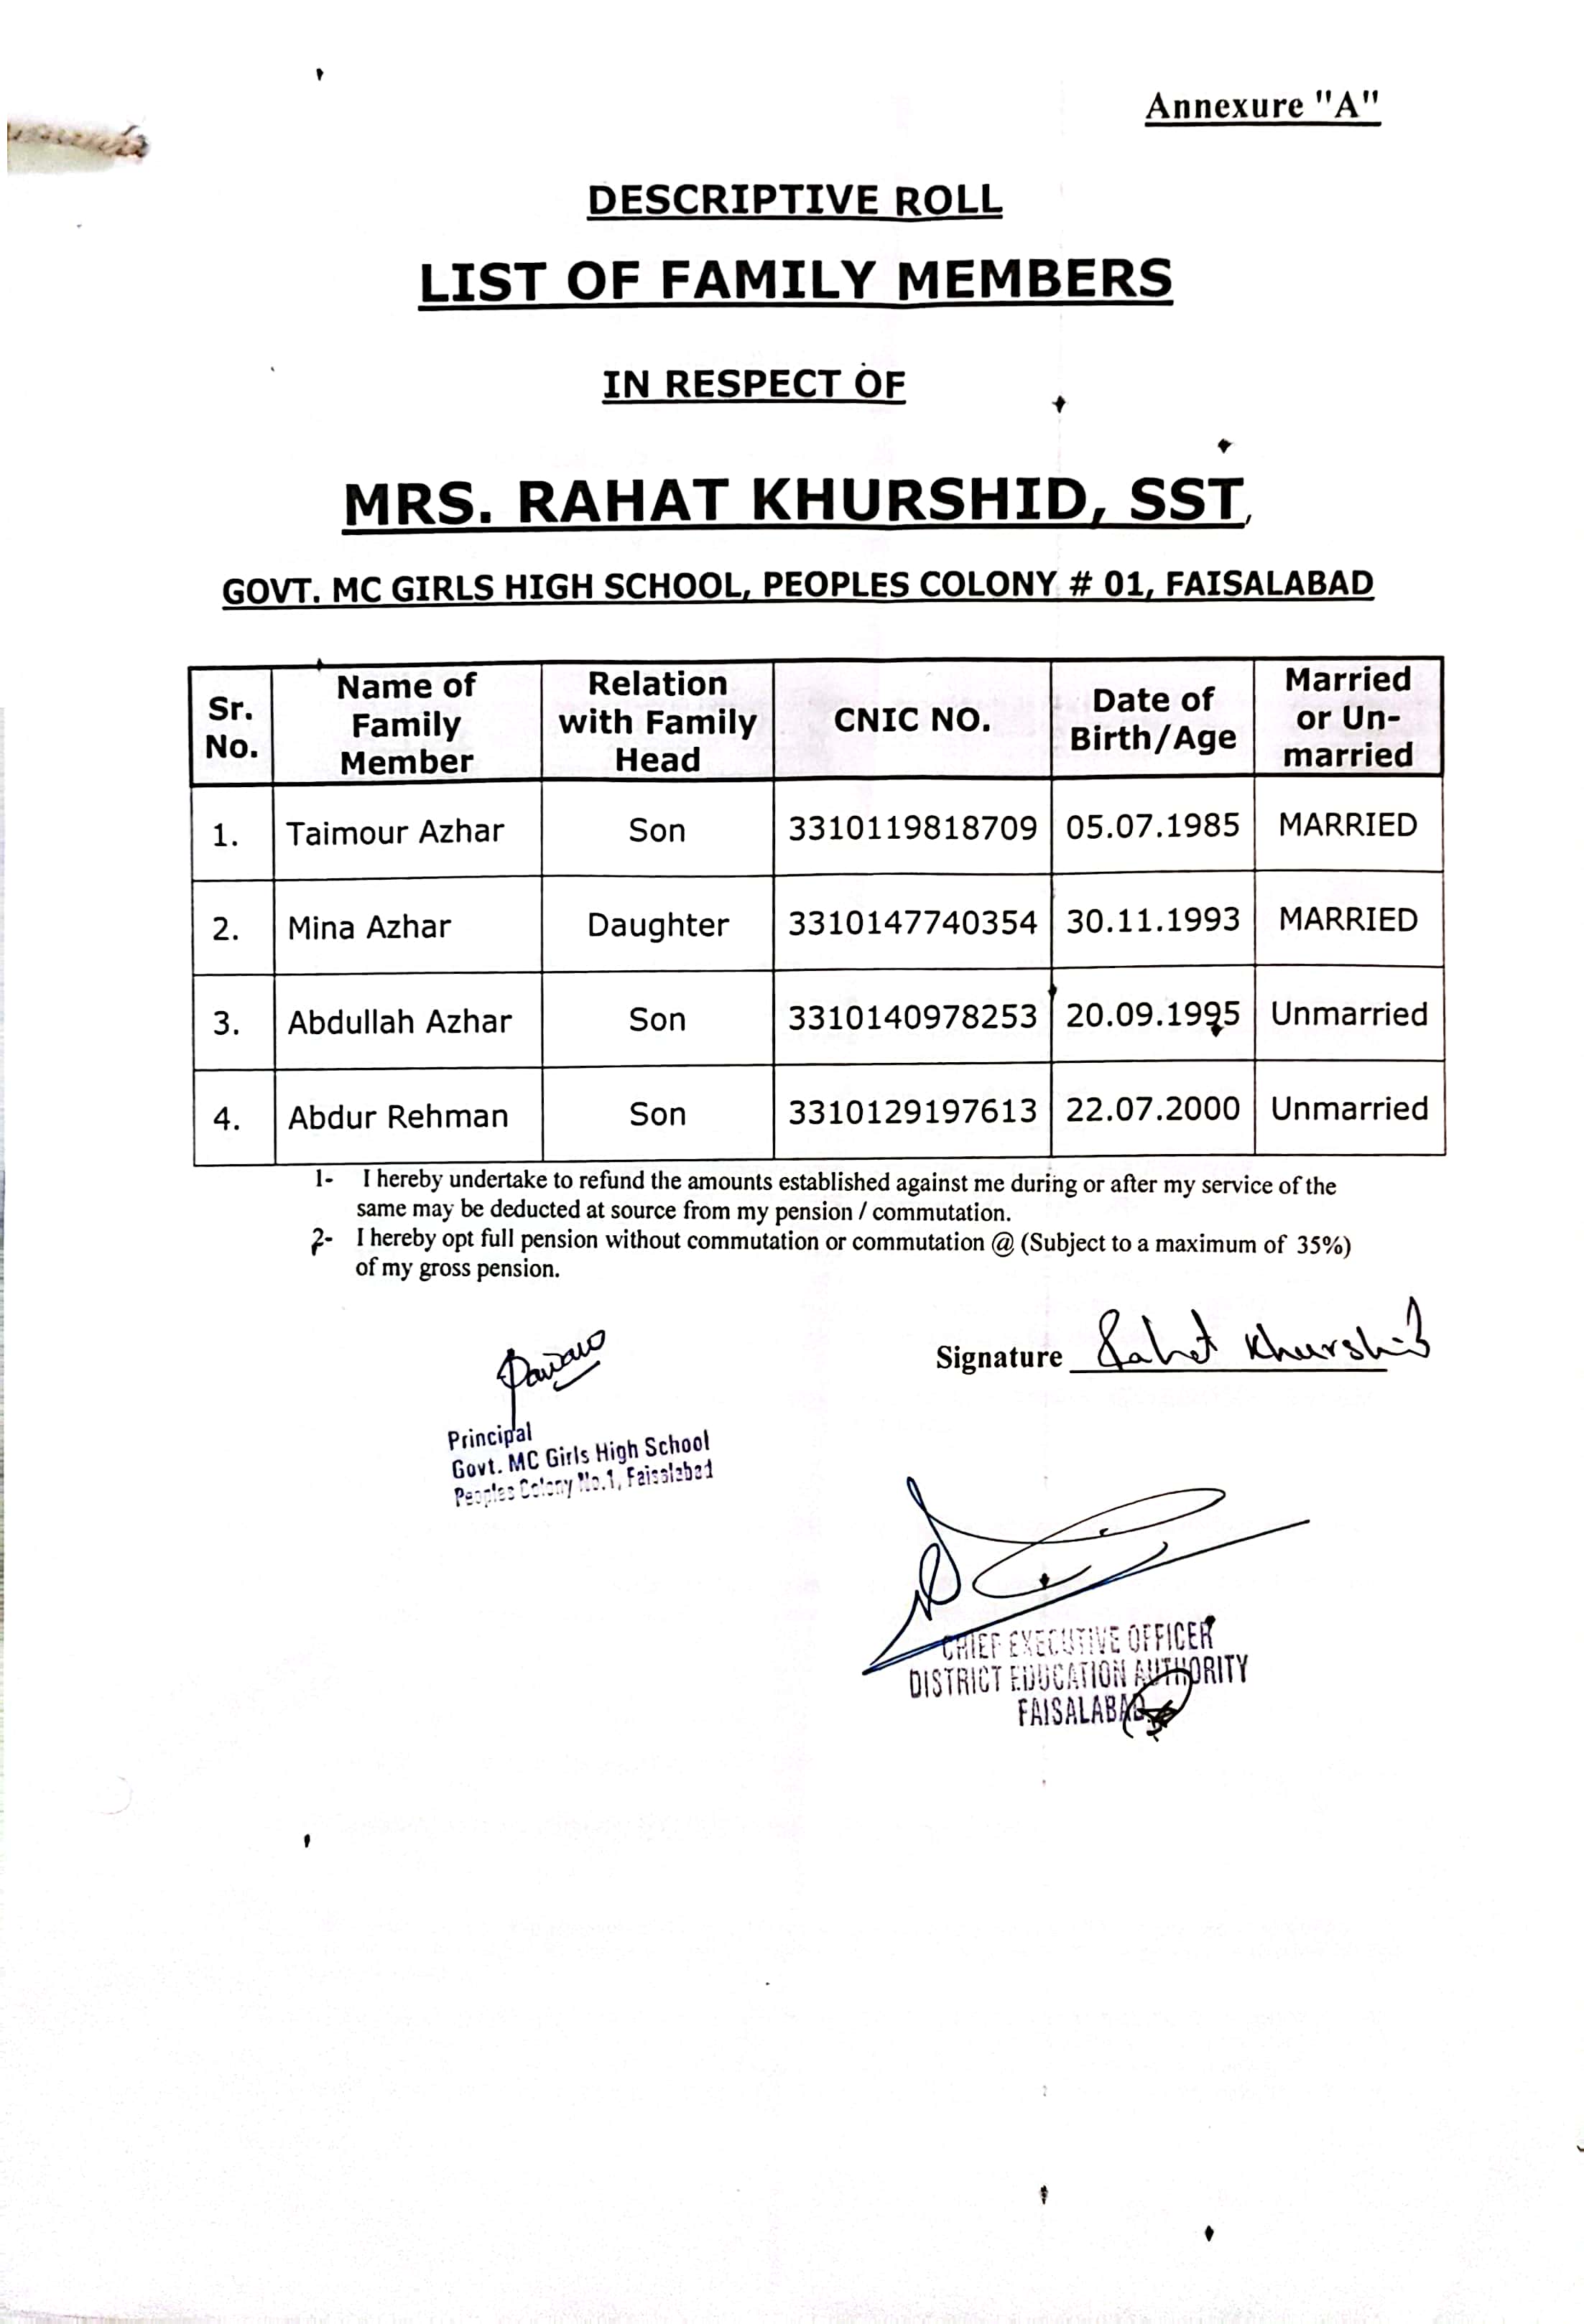 Annexure "A"
DESCRIPTIVE ROLL
LIST OF FAMILY MEMBERS
IN RESPECT OF
MRS. RAHAT KHURSHID, SST,
GOVT. MC GIRLS HIGH SCHOOL, PEOPLES COLONY # 01, FAISALABAD
Sr. No. Name of Family Member Relation with Family Head CNIC NO. Date of Birth/Age Married or Un-married
1. Taimour Azhar Son 3310119818709 05.07.1985 MARRIED
2. Mina Azhar Daughter 3310147740354 30.11.1993 MARRIED
3. Abdullah Azhar Son 3310140978253 20.09.1995 Unmarried
4. Abdur Rehman Son 3310129197613 22.07.2000 Unmarried
1- I hereby undertake to refund the amounts established against me during or after my service of the
same may be deducted at source from my pension / commutation.
2- I hereby opt full pension without commutation or commutation @ (Subject to a maximum of 35%)
of my gross pension.
Signature Rahat Khurshid
Principal
Govt. MC Girls High School
Peoples Colony No.1, Faisalabad
CHIEF EXECUTIVE OFFICER
DISTRICT EDUCATION AUTHORITY
FAISALABAD